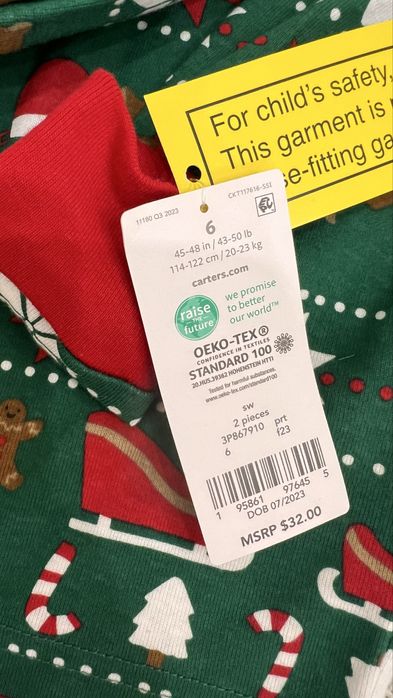 For child's safety,
This garment is
se-fitting ga
11190 Q3 2023
CKT117616-SSI
6
45-48 in / 43-50 lb
114-122 cm / 20-23 kg
carters.com
raise
THE
future
we promise
to better
our world™
OEKO-TEX®
CONFIDENCE IN TEXTILES
STANDARD 100
20.HUS.39362 HOHENSTEIN HTTI
Tested for harmful substances.
www.oeko-tex.com/standard100
sw
2 pieces
3P867910 prt
6 f23
1 95861 97645 5
DOB 07/2023
MSRP $32.00